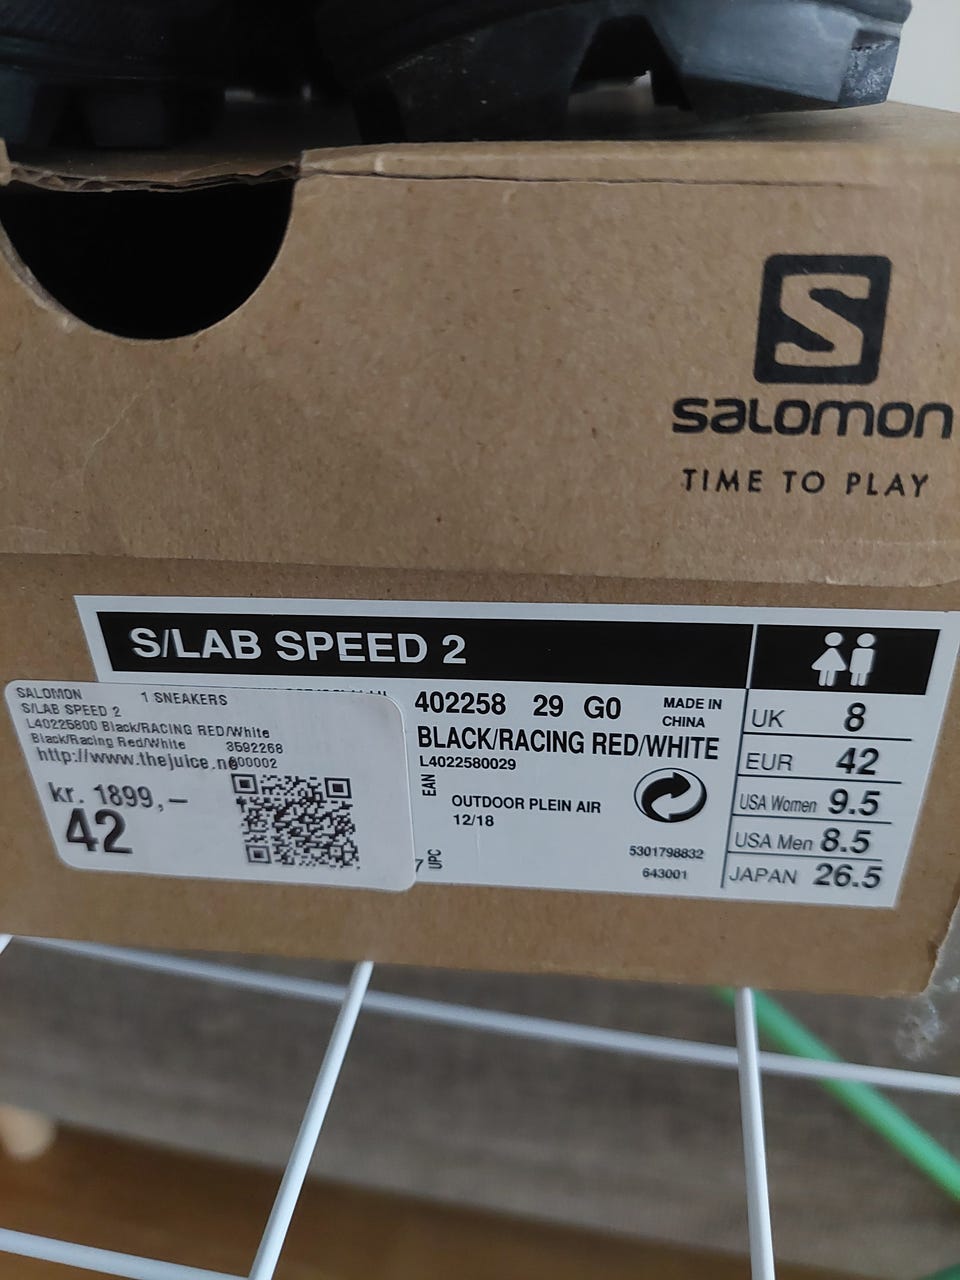 S
salomon
TIME TO PLAY
S/LAB SPEED 2
SALOMON 1 SNEAKERS
S/LAB SPEED 2
L40225800 Black/RACING RED/White
Black/Racing Red/White 3592268
http://www.thejuice.n 000002
kr. 1899,–
42
402258 29 G0 MADE IN
CHINA
BLACK/RACING RED/WHITE
L4022580029
EAN
OUTDOOR PLEIN AIR
12/18
5301798832
643001
7 UPC
UK 8
EUR 42
USA Women 9.5
USA Men 8.5
JAPAN 26.5